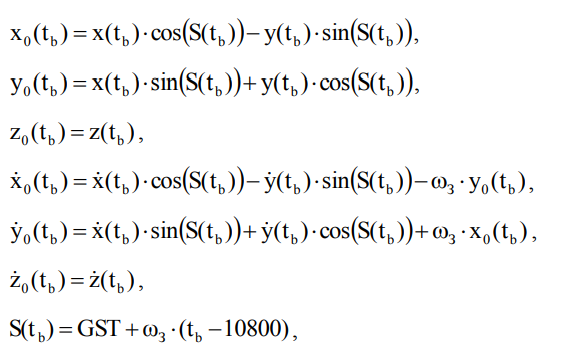 x₀(t_b) = x(t_b)·cos(S(t_b)) − y(t_b)·sin(S(t_b)),
y₀(t_b) = x(t_b)·sin(S(t_b)) + y(t_b)·cos(S(t_b)),
z₀(t_b) = z(t_b),
ẋ₀(t_b) = ẋ(t_b)·cos(S(t_b)) − ẏ(t_b)·sin(S(t_b)) − ω₃·y₀(t_b),
ẏ₀(t_b) = ẋ(t_b)·sin(S(t_b)) + ẏ(t_b)·cos(S(t_b)) + ω₃·x₀(t_b),
ż₀(t_b) = ż(t_b),
S(t_b) = GST + ω₃·(t_b − 10800),